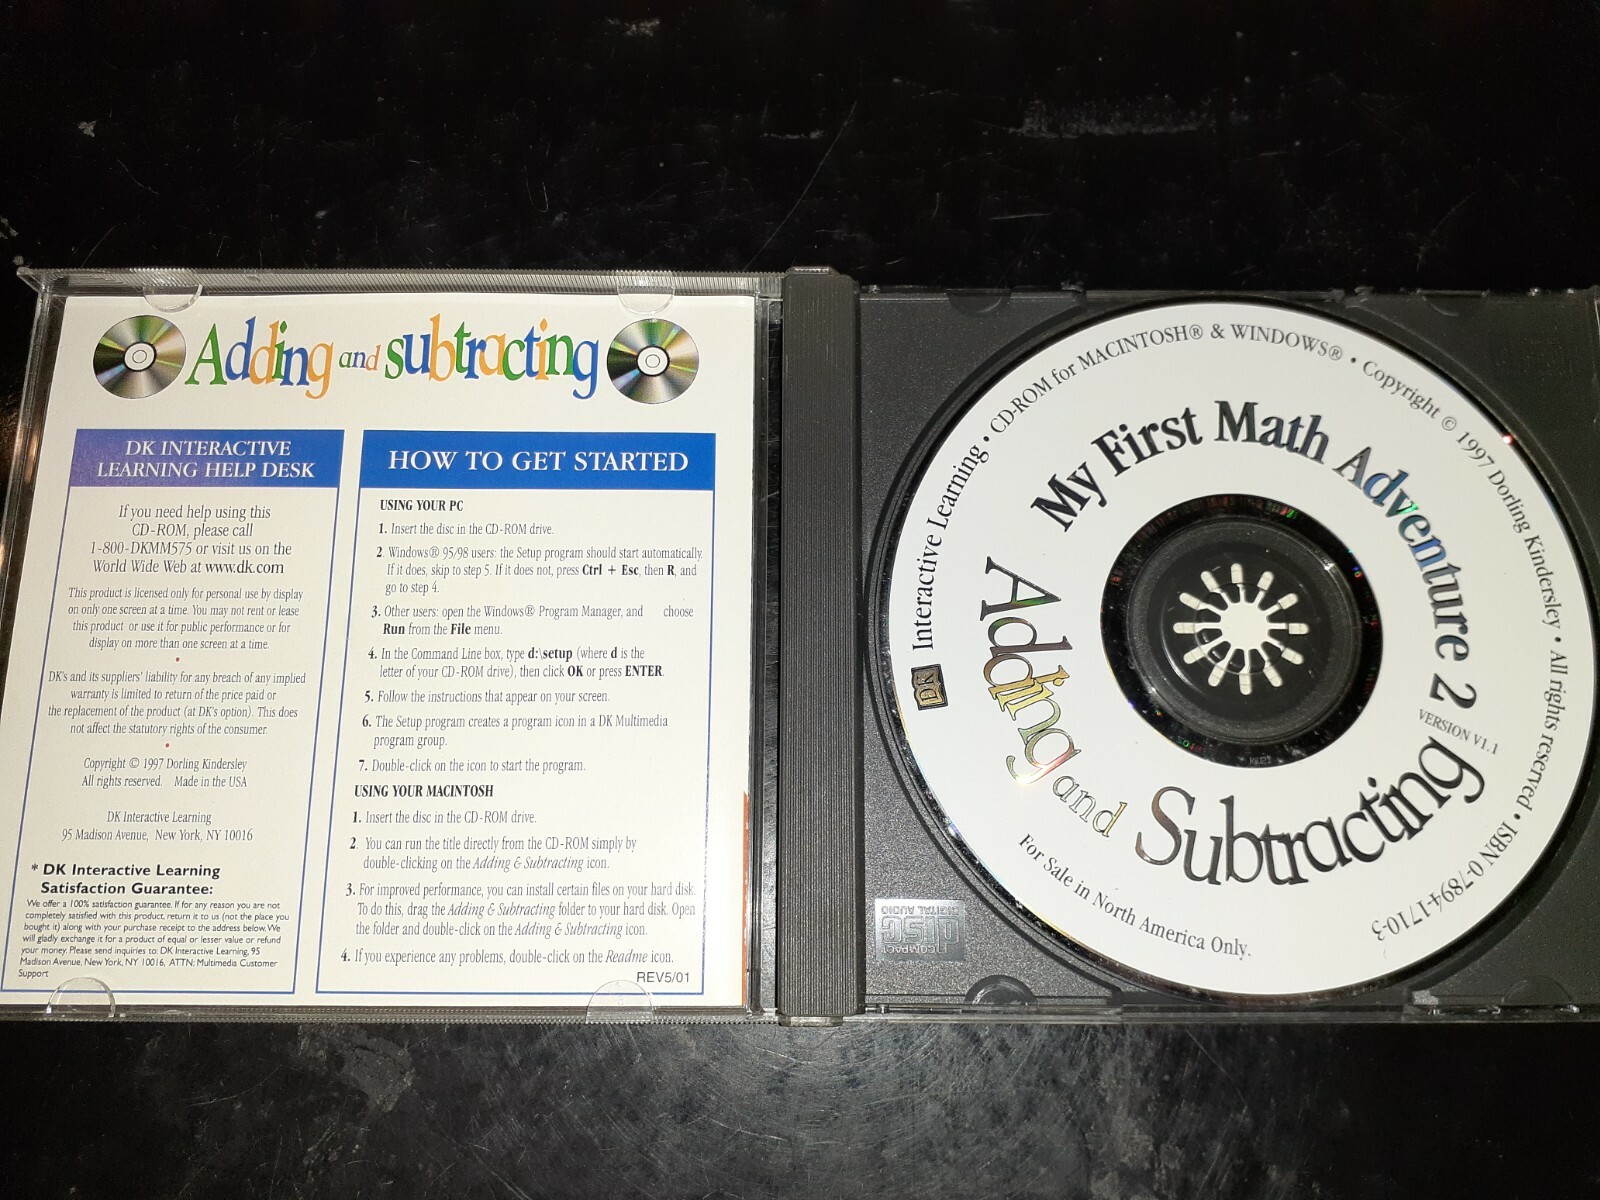 Adding and subtracting
DK INTERACTIVE
LEARNING HELP DESK
If you need help using this
CD-ROM, please call
1-800-DKMM575 or visit us on the
World Wide Web at www.dk.com
This product is licensed only for personal use by display
on only one screen at a time. You may not rent or lease
this product or use it for public performance or for
display on more than one screen at a time.
DK's and its suppliers' liability for any breach of any implied
warranty is limited to return of the price paid or
the replacement of the product (at DK's option). This does
not affect the statutory rights of the consumer.
Copyright © 1997 Dorling Kindersley
All rights reserved. Made in the USA
DK Interactive Learning
95 Madison Avenue, New York, NY 10016
* DK Interactive Learning
Satisfaction Guarantee:
We offer a 100% satisfaction guarantee. If for any reason you are not
completely satisfied with this product, return it to us (not the place you
bought it) along with your purchase receipt to the address below. We
will gladly exchange it for a product of equal or lesser value or refund
your money. Please send inquiries to: DK Interactive Learning, 95
Madison Avenue, New York, NY 10016, ATTN: Multimedia Customer
Support
HOW TO GET STARTED
USING YOUR PC
1. Insert the disc in the CD-ROM drive.
2. Windows® 95/98 users: the Setup program should start automatically.
If it does, skip to step 5. If it does not, press Ctrl + Esc, then R, and
go to step 4.
3. Other users: open the Windows® Program Manager, and choose
Run from the File menu.
4. In the Command Line box, type d:\setup (where d is the
letter of your CD-ROM drive), then click OK or press ENTER.
5. Follow the instructions that appear on your screen.
6. The Setup program creates a program icon in a DK Multimedia
program group.
7. Double-click on the icon to start the program.
USING YOUR MACINTOSH
1. Insert the disc in the CD-ROM drive.
2. You can run the title directly from the CD-ROM simply by
double-clicking on the Adding & Subtracting icon.
3. For improved performance, you can install certain files on your hard disk.
To do this, drag the Adding & Subtracting folder to your hard disk. Open
the folder and double-click on the Adding & Subtracting icon.
4. If you experience any problems, double-click on the Readme icon.
REV5/01
DK Interactive Learning • CD-ROM for MACINTOSH® & WINDOWS® • Copyright © 1997 Dorling Kindersley • All rights reserved • ISBN 0-7894-1710-3
My First Math Adventure 2
VERSION V1.1
Adding and Subtracting
For Sale in North America Only.
COMPACT
disc
DIGITAL AUDIO